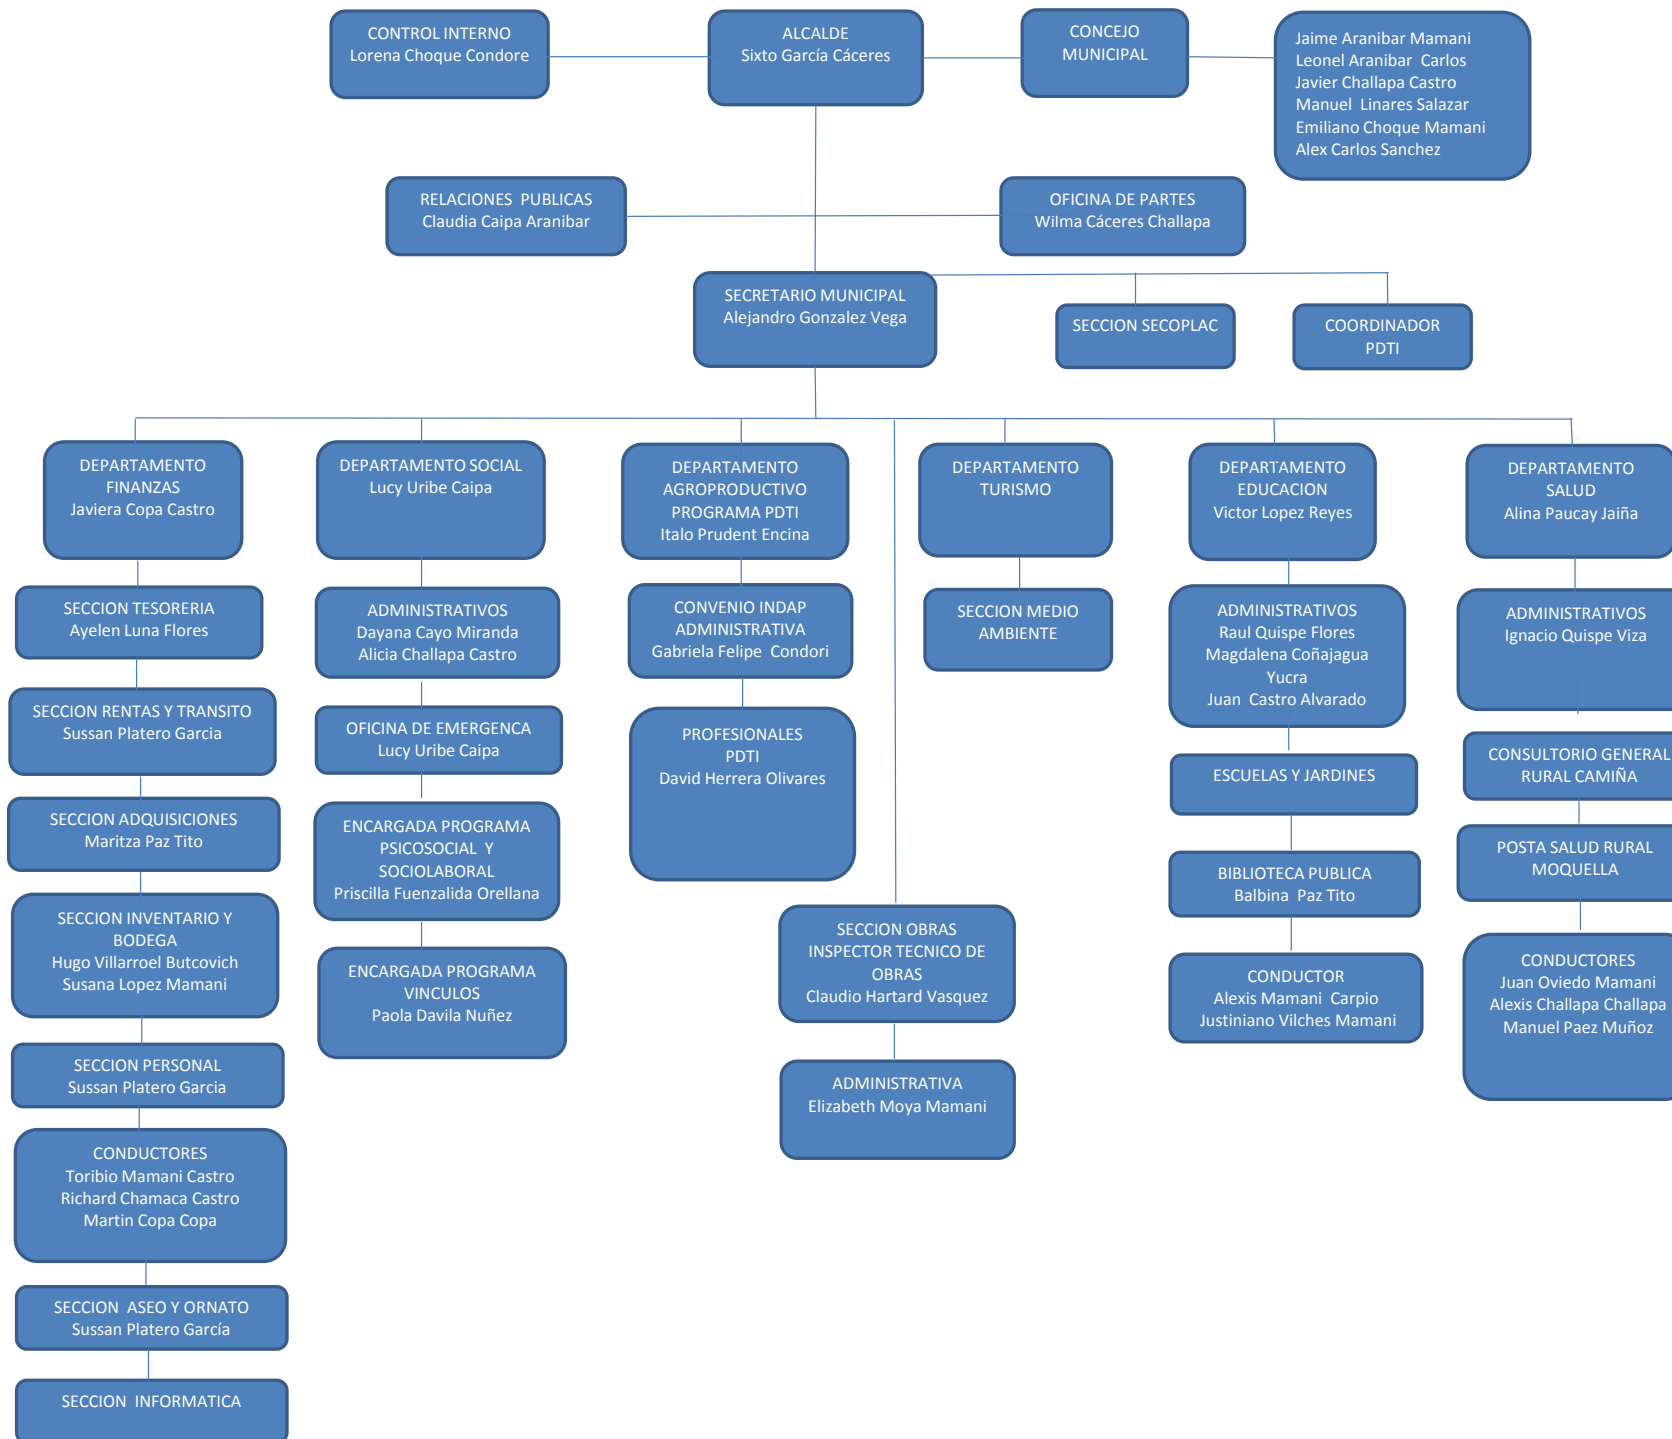 CONTROL INTERNO
Lorena Choque Condore
ALCALDE
Sixto García Cáceres
CONCEJO
MUNICIPAL
Jaime Aranibar Mamani
Leonel Aranibar Carlos
Javier Challapa Castro
Manuel Linares Salazar
Emiliano Choque Mamani
Alex Carlos Sanchez
RELACIONES PUBLICAS
Claudia Caipa Aranibar
OFICINA DE PARTES
Wilma Cáceres Challapa
SECRETARIO MUNICIPAL
Alejandro Gonzalez Vega
SECCION SECOPLAC
COORDINADOR
PDTI
DEPARTAMENTO
FINANZAS
Javiera Copa Castro
SECCION TESORERIA
Ayelen Luna Flores
SECCION RENTAS Y TRANSITO
Sussan Platero Garcia
SECCION ADQUISICIONES
Maritza Paz Tito
SECCION INVENTARIO Y
BODEGA
Hugo Villarroel Butcovich
Susana Lopez Mamani
SECCION PERSONAL
Sussan Platero Garcia
CONDUCTORES
Toribio Mamani Castro
Richard Chamaca Castro
Martin Copa Copa
SECCION ASEO Y ORNATO
Sussan Platero García
SECCION INFORMATICA
DEPARTAMENTO SOCIAL
Lucy Uribe Caipa
ADMINISTRATIVOS
Dayana Cayo Miranda
Alicia Challapa Castro
OFICINA DE EMERGENCA
Lucy Uribe Caipa
ENCARGADA PROGRAMA
PSICOSOCIAL Y
SOCIOLABORAL
Priscilla Fuenzalida Orellana
ENCARGADA PROGRAMA
VINCULOS
Paola Davila Nuñez
DEPARTAMENTO
AGROPRODUCTIVO
PROGRAMA PDTI
Italo Prudent Encina
CONVENIO INDAP
ADMINISTRATIVA
Gabriela Felipe Condori
PROFESIONALES
PDTI
David Herrera Olivares
SECCION OBRAS
INSPECTOR TECNICO DE
OBRAS
Claudio Hartard Vasquez
ADMINISTRATIVA
Elizabeth Moya Mamani
DEPARTAMENTO
TURISMO
SECCION MEDIO
AMBIENTE
DEPARTAMENTO
EDUCACION
Victor Lopez Reyes
ADMINISTRATIVOS
Raul Quispe Flores
Magdalena Coñajagua
Yucra
Juan Castro Alvarado
ESCUELAS Y JARDINES
BIBLIOTECA PUBLICA
Balbina Paz Tito
CONDUCTOR
Alexis Mamani Carpio
Justiniano Vilches Mamani
DEPARTAMENTO
SALUD
Alina Paucay Jaiña
ADMINISTRATIVOS
Ignacio Quispe Viza
CONSULTORIO GENERAL
RURAL CAMIÑA
POSTA SALUD RURAL
MOQUELLA
CONDUCTORES
Juan Oviedo Mamani
Alexis Challapa Challapa
Manuel Paez Muñoz